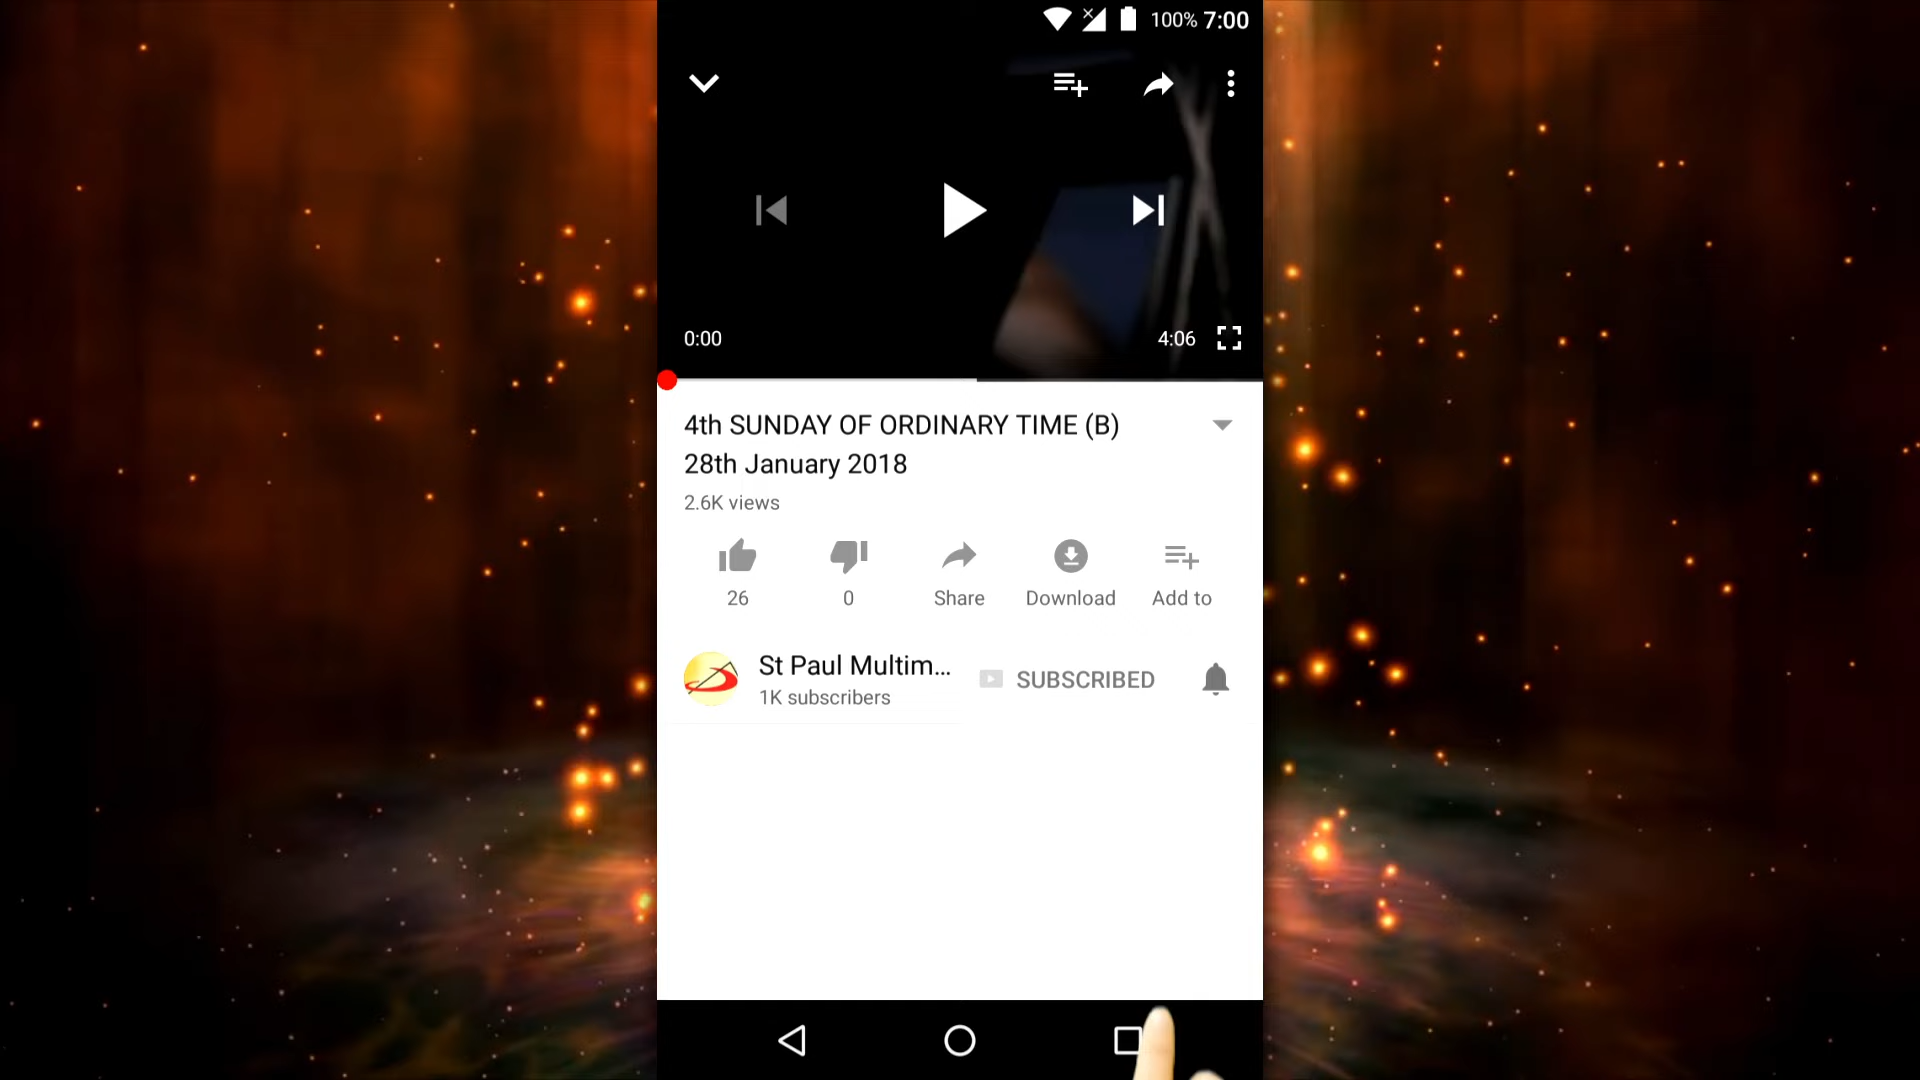 100% 7:00
0:00
4:06
4th SUNDAY OF ORDINARY TIME (B)
28th January 2018
2.6K views
26
0
Share
Download
Add to
St Paul Multim...
SUBSCRIBED
1K subscribers